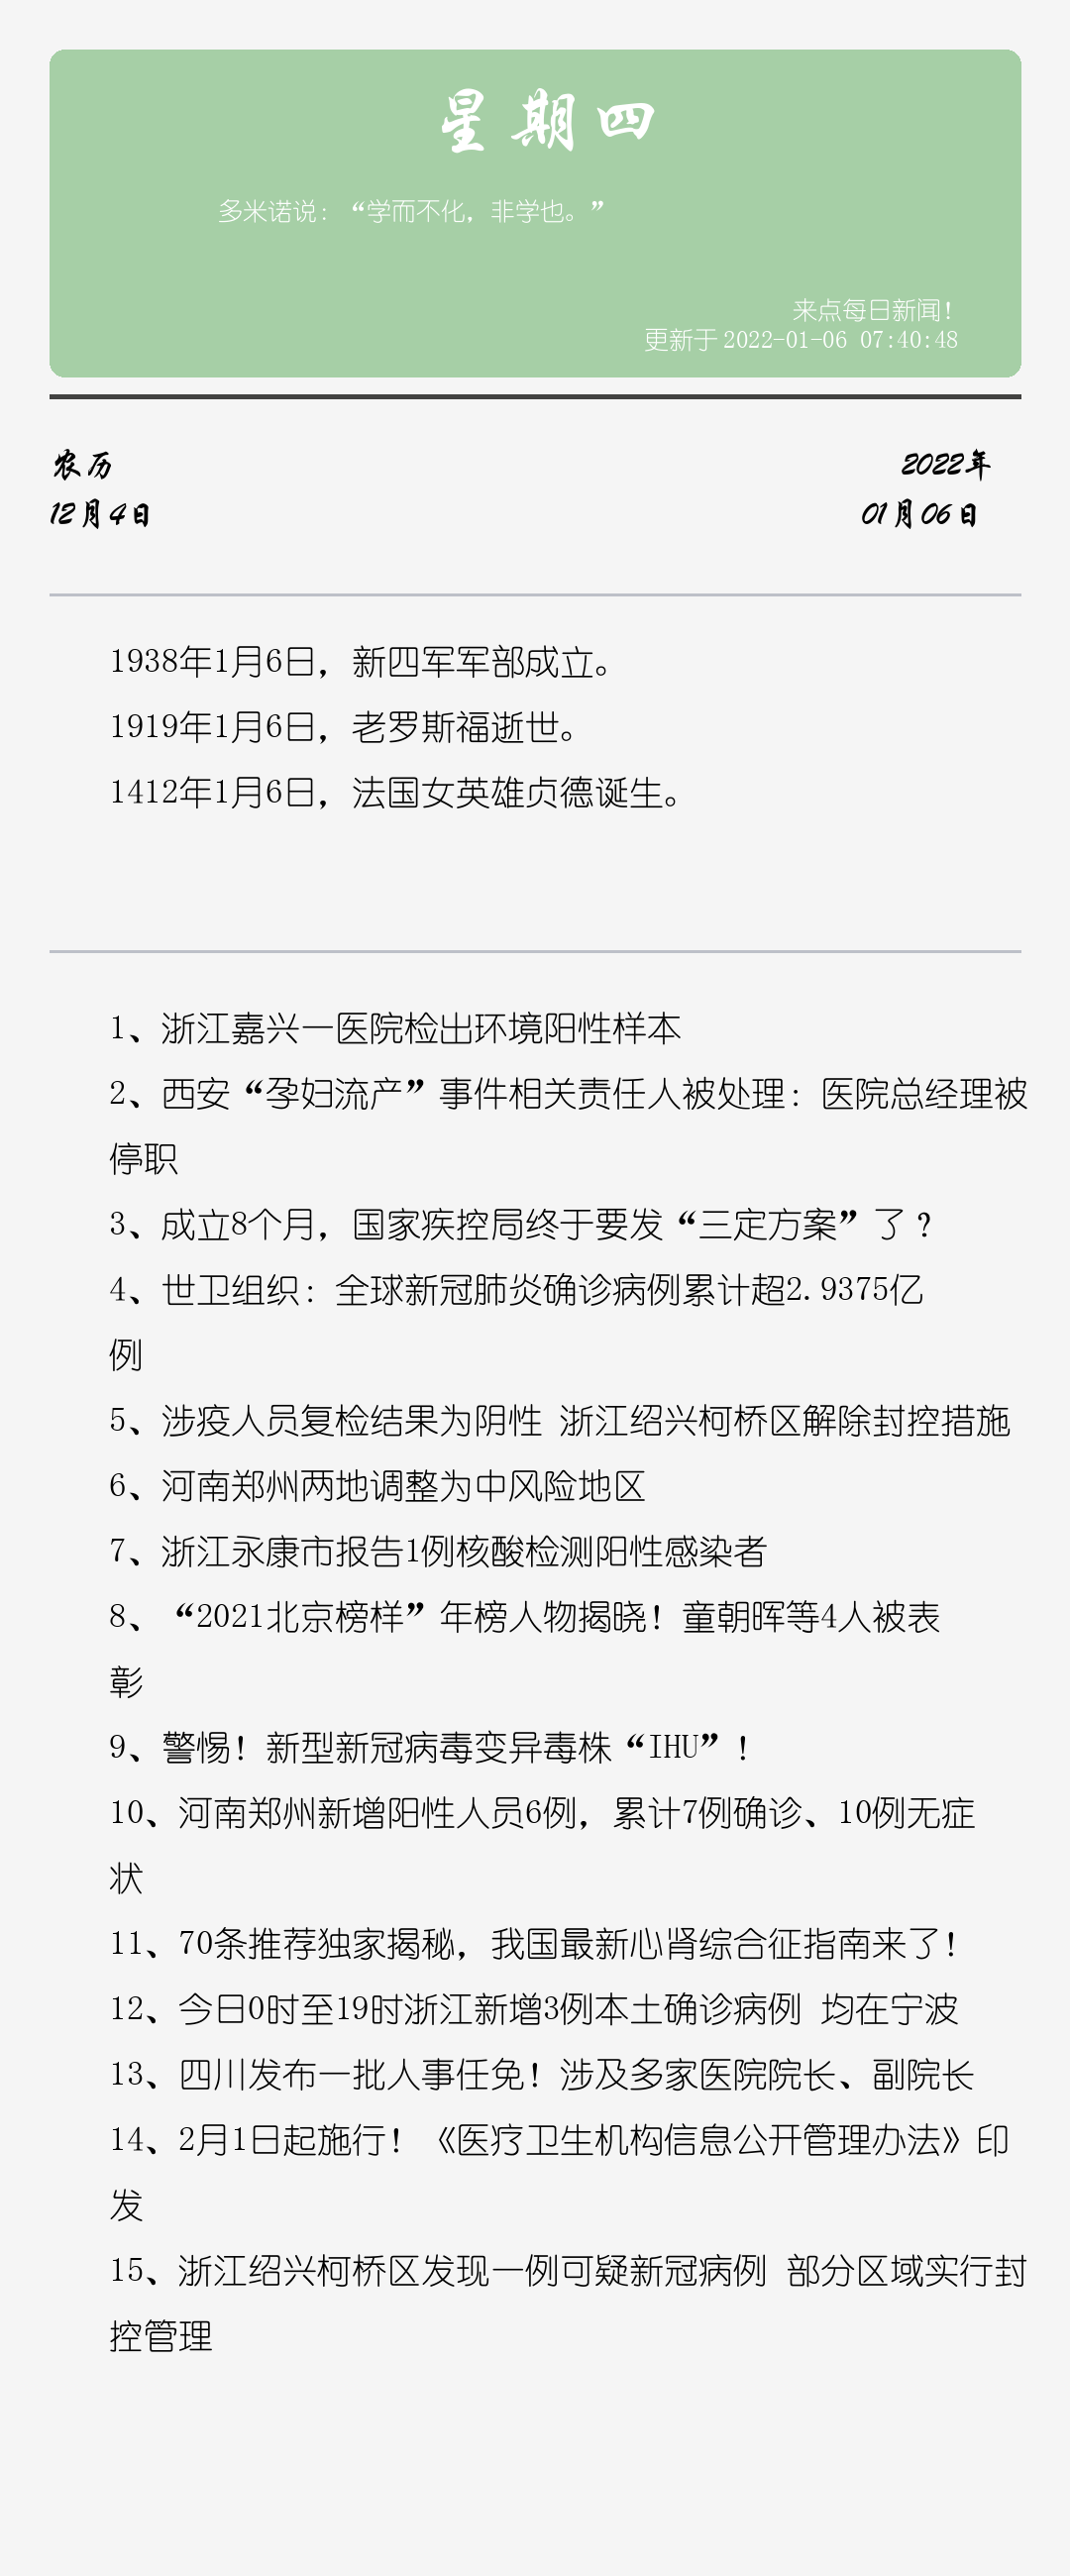 星期四
多米诺说：“学而不化，非学也。”
来点每日新闻！
更新于 2022-01-06 07:40:48
农历
2022年
12月4日
01月06日
1938年1月6日，新四军军部成立。
1919年1月6日，老罗斯福逝世。
1412年1月6日，法国女英雄贞德诞生。
1、浙江嘉兴一医院检出环境阳性样本
2、西安“孕妇流产”事件相关责任人被处理：医院总经理被
停职
3、成立8个月，国家疾控局终于要发“三定方案”了？
4、世卫组织：全球新冠肺炎确诊病例累计超2.9375亿
例
5、涉疫人员复检结果为阴性 浙江绍兴柯桥区解除封控措施
6、河南郑州两地调整为中风险地区
7、浙江永康市报告1例核酸检测阳性感染者
8、“2021北京榜样”年榜人物揭晓！童朝晖等4人被表
彰
9、警惕！新型新冠病毒变异毒株“IHU”！
10、河南郑州新增阳性人员6例，累计7例确诊、10例无症
状
11、70条推荐独家揭秘，我国最新心肾综合征指南来了！
12、今日0时至19时浙江新增3例本土确诊病例 均在宁波
13、四川发布一批人事任免！涉及多家医院院长、副院长
14、2月1日起施行！《医疗卫生机构信息公开管理办法》印
发
15、浙江绍兴柯桥区发现一例可疑新冠病例 部分区域实行封
控管理